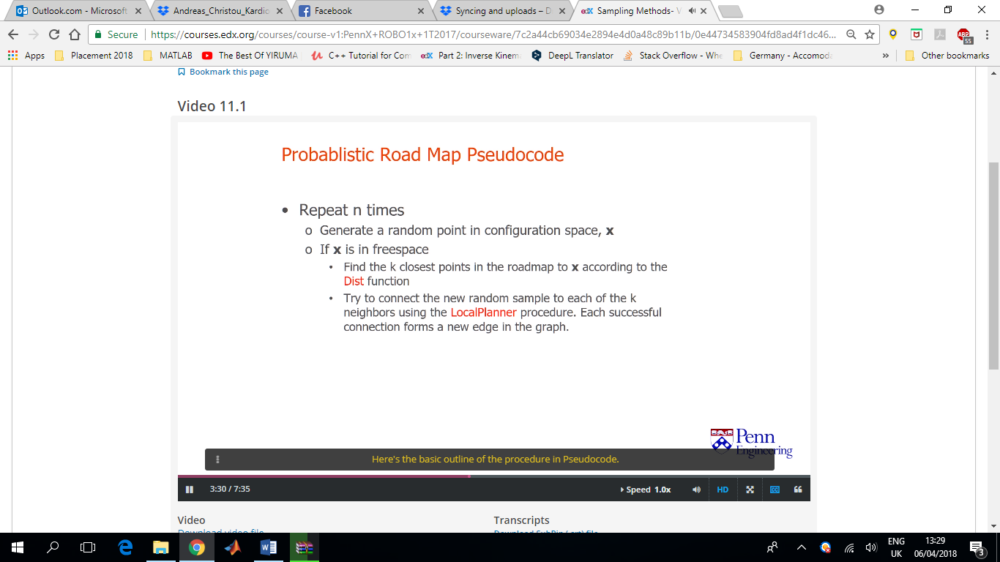 Outlook.com - Microsoft
Andreas_Christou_Kardio
Facebook
Syncing and uploads – D
edX Sampling Methods- V
Secure https://courses.edx.org/courses/course-v1:PennX+ROBO1x+1T2017/courseware/7c2a44cb69034e2894e4d0a48c89b11b/0e44734583904fd8ad4f1dc46...
ABP
55
Apps Placement 2018 MATLAB The Best Of YIRUMA C++ Tutorial for Com edX Part 2: Inverse Kinem DeepL Translator Stack Overflow - Whe Germany - Accomod » Other bookmarks
Bookmark this page
Video 11.1
Probablistic Road Map Pseudocode
• Repeat n times
o Generate a random point in configuration space, x
o If x is in freespace
• Find the k closest points in the roadmap to x according to the
Dist function
• Try to connect the new random sample to each of the k
neighbors using the LocalPlanner procedure. Each successful
connection forms a new edge in the graph.
Penn
Engineering
Here's the basic outline of the procedure in Pseudocode.
3:30 / 7:35
Speed 1.0x
HD
CC
Video
Transcripts
Download video file
Download SubRip (.srt) file
ENG
UK
13:29
06/04/2018
3